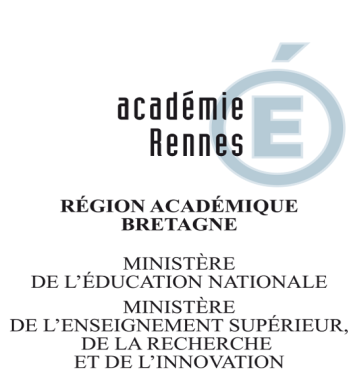 académie
Rennes
É
RÉGION ACADÉMIQUE
BRETAGNE
MINISTÈRE
DE L'ÉDUCATION NATIONALE
MINISTÈRE
DE L'ENSEIGNEMENT SUPÉRIEUR,
DE LA RECHERCHE
ET DE L'INNOVATION